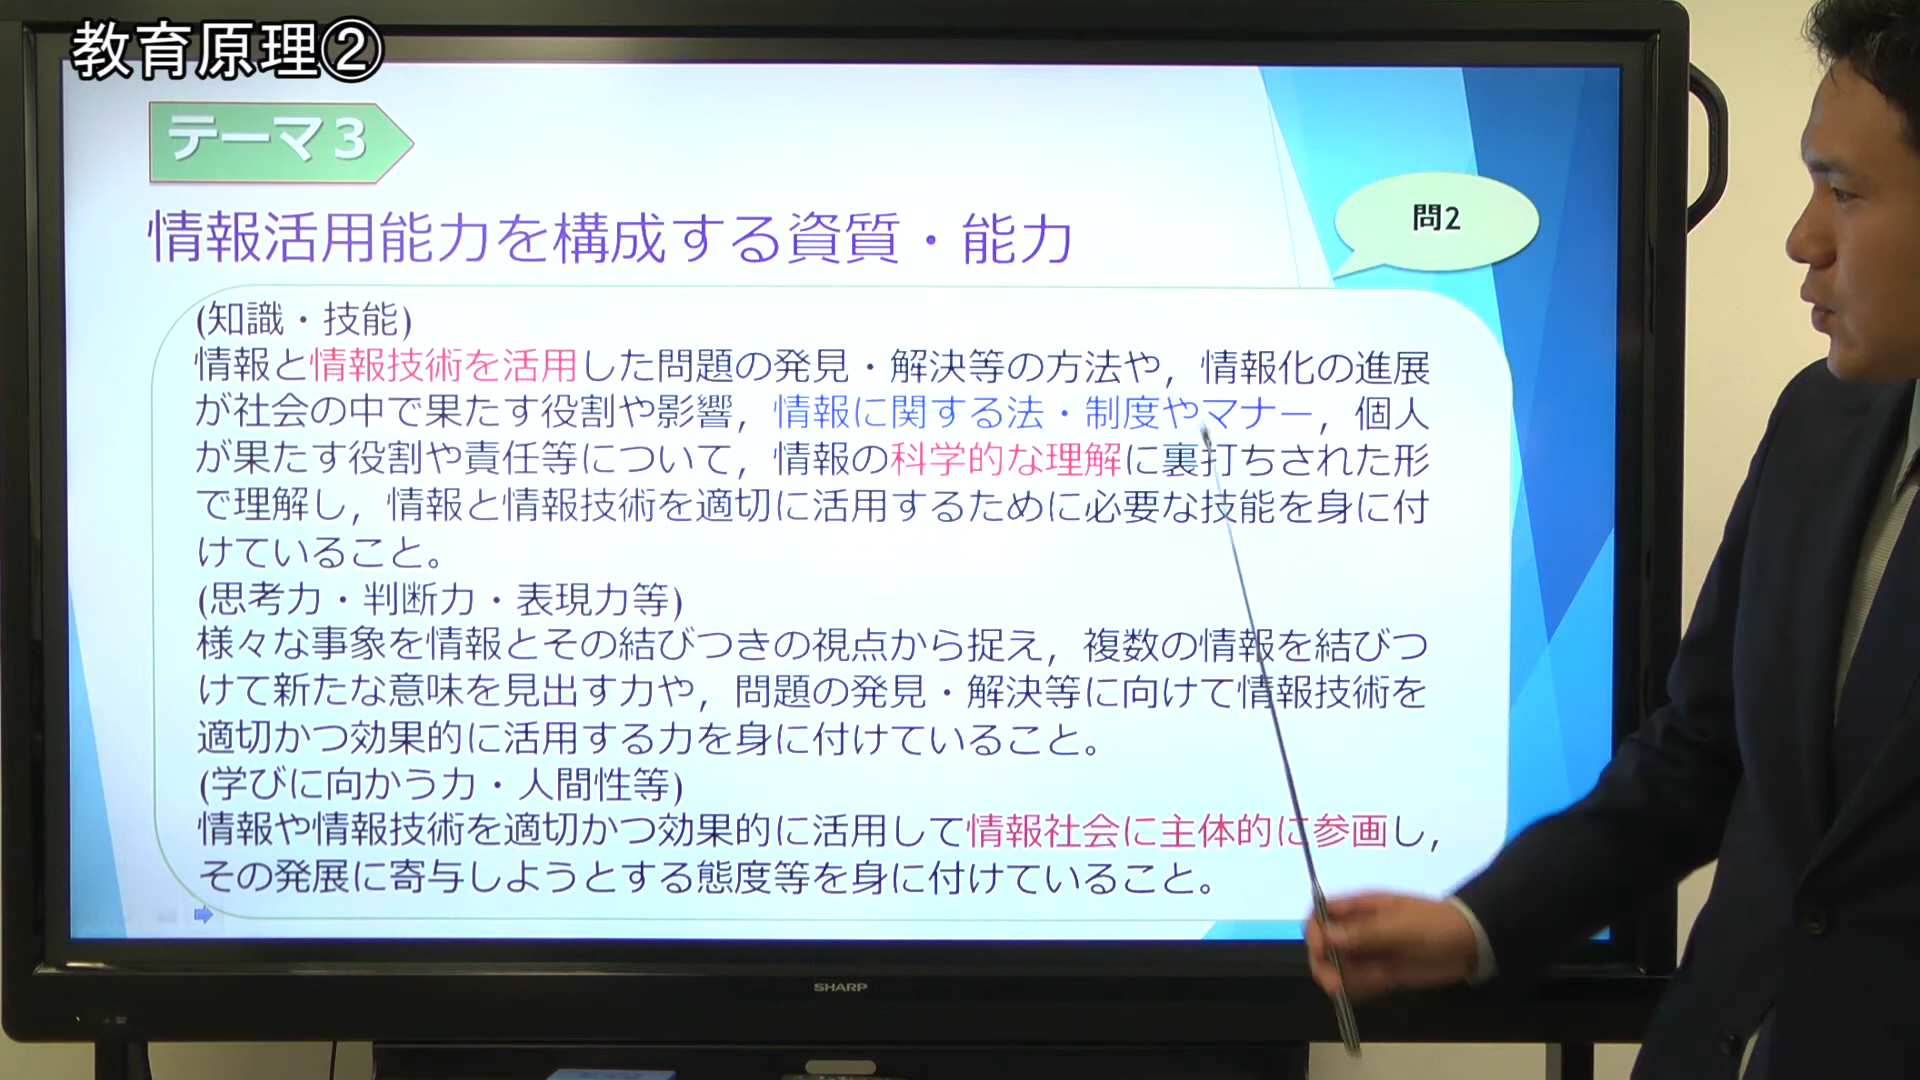 教育原理②
テーマ3
情報活用能力を構成する資質・能力
問2
(知識・技能)
情報と情報技術を活用した問題の発見・解決等の方法や，情報化の進展
が社会の中で果たす役割や影響，情報に関する法・制度やマナー，個人
が果たす役割や責任等について，情報の科学的な理解に裏打ちされた形
で理解し，情報と情報技術を適切に活用するために必要な技能を身に付
けていること。
(思考力・判断力・表現力等)
様々な事象を情報とその結びつきの視点から捉え，複数の情報を結びつ
けて新たな意味を見出す力や，問題の発見・解決等に向けて情報技術を
適切かつ効果的に活用する力を身に付けていること。
(学びに向かう力・人間性等)
情報や情報技術を適切かつ効果的に活用して情報社会に主体的に参画し，
その発展に寄与しようとする態度等を身に付けていること。
SHARP